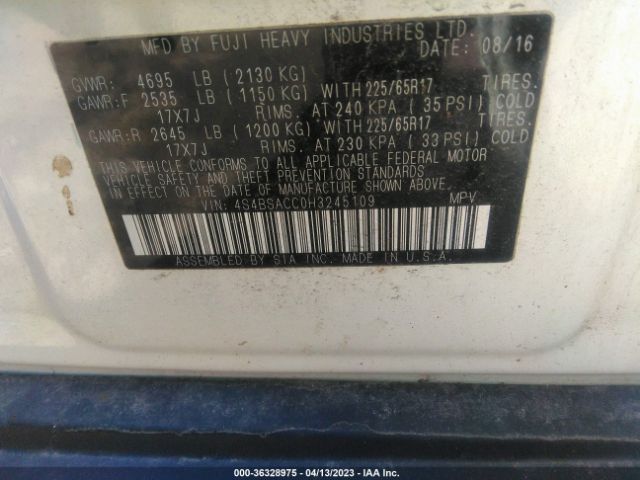 MFD BY FUJI HEAVY INDUSTRIES LTD.
DATE: 08/16
GVWR: 4695 LB (2130 KG)
GAWR:F 2535 LB (1150 KG) WITH 225/65R17 TIRES.
17X7J RIMS. AT 240 KPA (35 PSI) COLD
GAWR:R 2645 LB (1200 KG) WITH 225/65R17 TIRES.
17X7J RIMS. AT 230 KPA (33 PSI) COLD
THIS VEHICLE CONFORMS TO ALL APPLICABLE FEDERAL MOTOR
VEHICLE SAFETY AND THEFT PREVENTION STANDARDS
IN EFFECT ON THE DATE OF MANUFACTURE SHOWN ABOVE.
VIN: 4S4BSACC0H3245109 MPV
ASSEMBLED BY SIA INC. MADE IN U.S.A.
000-36328975 - 04/13/2023 - IAA Inc.